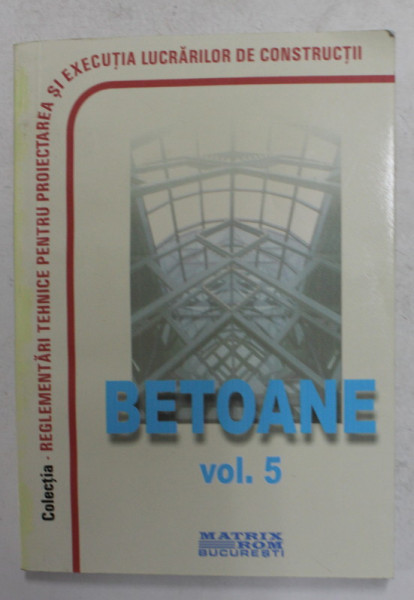 Colecția · REGLEMENTĂRI TEHNICE PENTRU PROIECTAREA ȘI EXECUȚIA LUCRĂRILOR DE CONSTRUCȚII
BETOANE
vol. 5
MATRIX
ROM
BUCUREȘTI